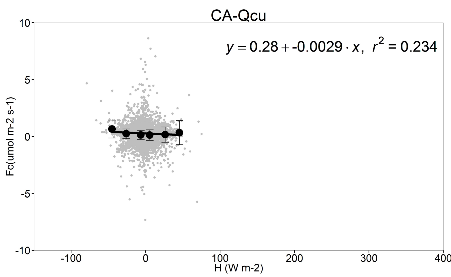 CA-Qcu
y = 0.28 + -0.0029 · x, r² = 0.234
10
5
0
-5
-10
Fc(umol m-2 s-1)
-100 0 100 200 300 400
H (W m-2)